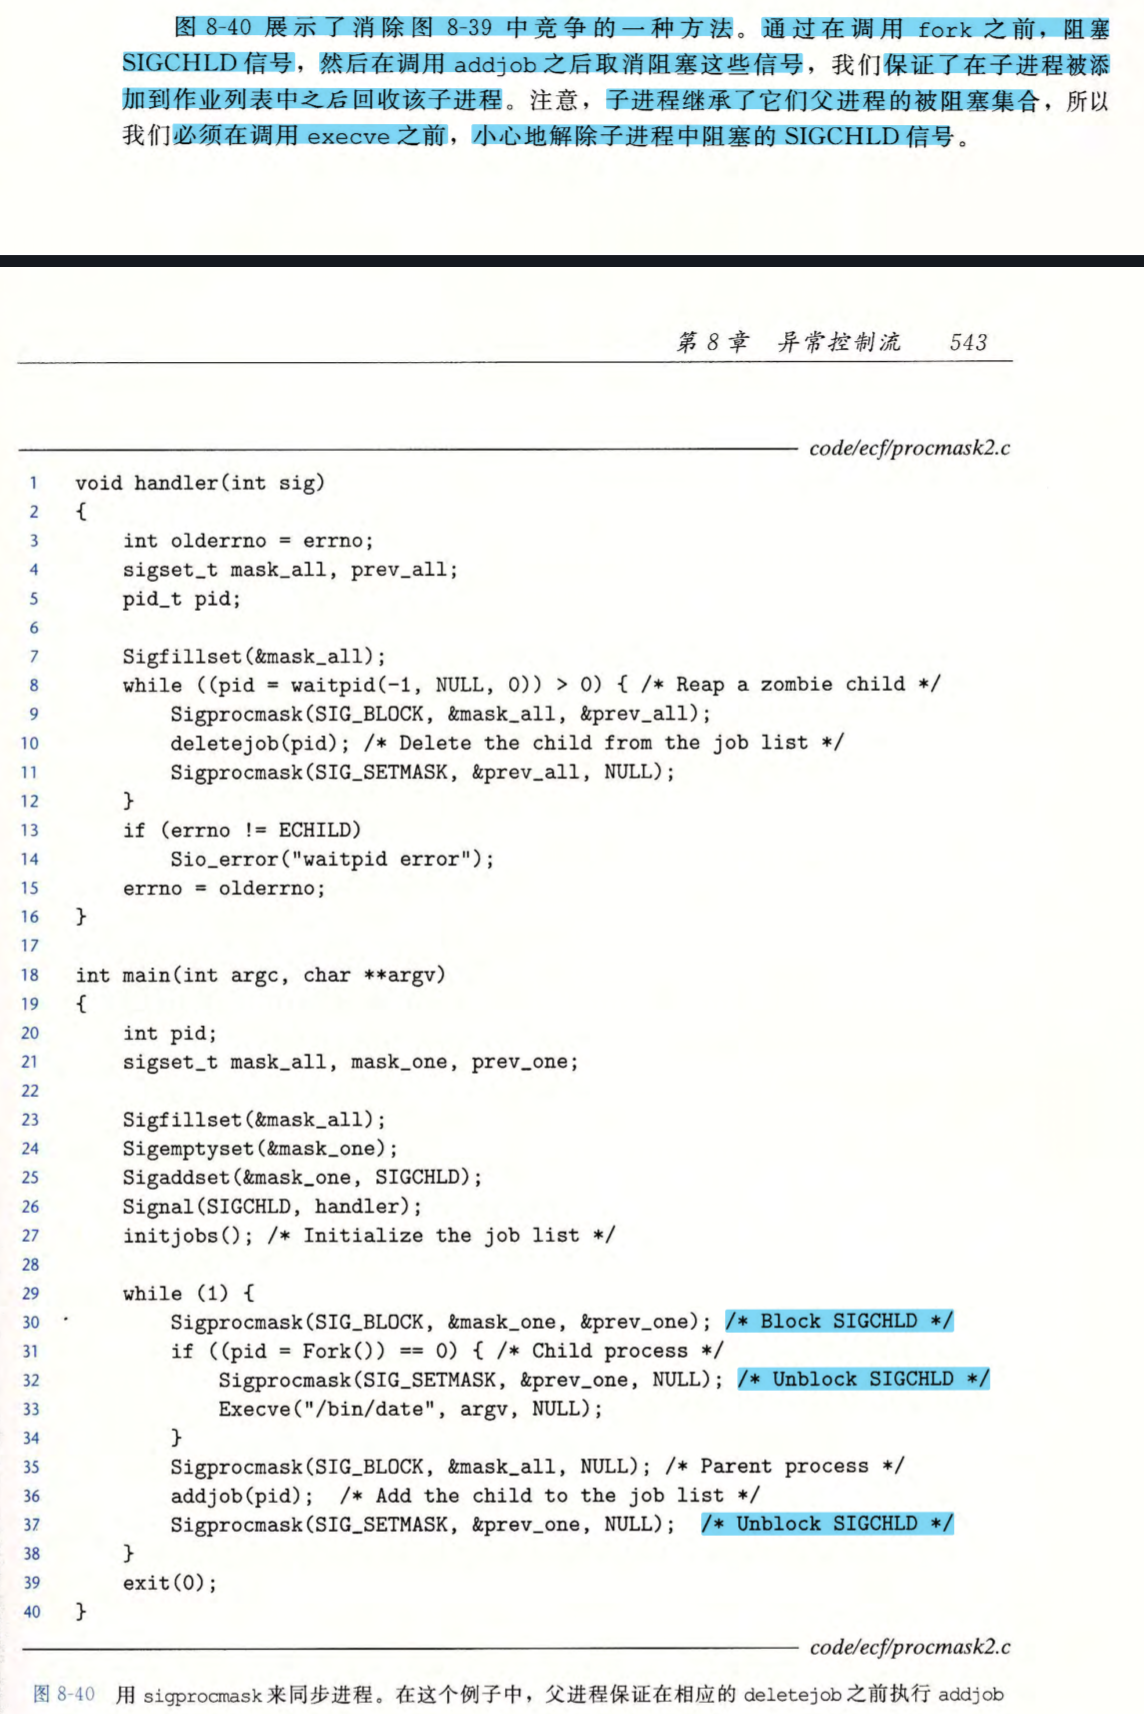 图 8-40 展示了消除图 8-39 中竞争的一种方法。通过在调用 fork 之前，阻塞
SIGCHLD 信号，然后在调用 addjob 之后取消阻塞这些信号，我们保证了在子进程被添
加到作业列表中之后回收该子进程。注意，子进程继承了它们父进程的被阻塞集合，所以
我们必须在调用 execve 之前，小心地解除子进程中阻塞的 SIGCHLD 信号。
第 8 章 异常控制流 543
code/ecf/procmask2.c
1 void handler(int sig)
2 {
3 int olderrno = errno;
4 sigset_t mask_all, prev_all;
5 pid_t pid;
6
7 Sigfillset(&mask_all);
8 while ((pid = waitpid(-1, NULL, 0)) > 0) { /* Reap a zombie child */
9 Sigprocmask(SIG_BLOCK, &mask_all, &prev_all);
10 deletejob(pid); /* Delete the child from the job list */
11 Sigprocmask(SIG_SETMASK, &prev_all, NULL);
12 }
13 if (errno != ECHILD)
14 Sio_error("waitpid error");
15 errno = olderrno;
16 }
17
18 int main(int argc, char **argv)
19 {
20 int pid;
21 sigset_t mask_all, mask_one, prev_one;
22
23 Sigfillset(&mask_all);
24 Sigemptyset(&mask_one);
25 Sigaddset(&mask_one, SIGCHLD);
26 Signal(SIGCHLD, handler);
27 initjobs(); /* Initialize the job list */
28
29 while (1) {
30 Sigprocmask(SIG_BLOCK, &mask_one, &prev_one); /* Block SIGCHLD */
31 if ((pid = Fork()) == 0) { /* Child process */
32 Sigprocmask(SIG_SETMASK, &prev_one, NULL); /* Unblock SIGCHLD */
33 Execve("/bin/date", argv, NULL);
34 }
35 Sigprocmask(SIG_BLOCK, &mask_all, NULL); /* Parent process */
36 addjob(pid); /* Add the child to the job list */
37 Sigprocmask(SIG_SETMASK, &prev_one, NULL); /* Unblock SIGCHLD */
38 }
39 exit(0);
40 }
code/ecf/procmask2.c
图 8-40 用 sigprocmask 来同步进程。在这个例子中，父进程保证在相应的 deletejob 之前执行 addjob